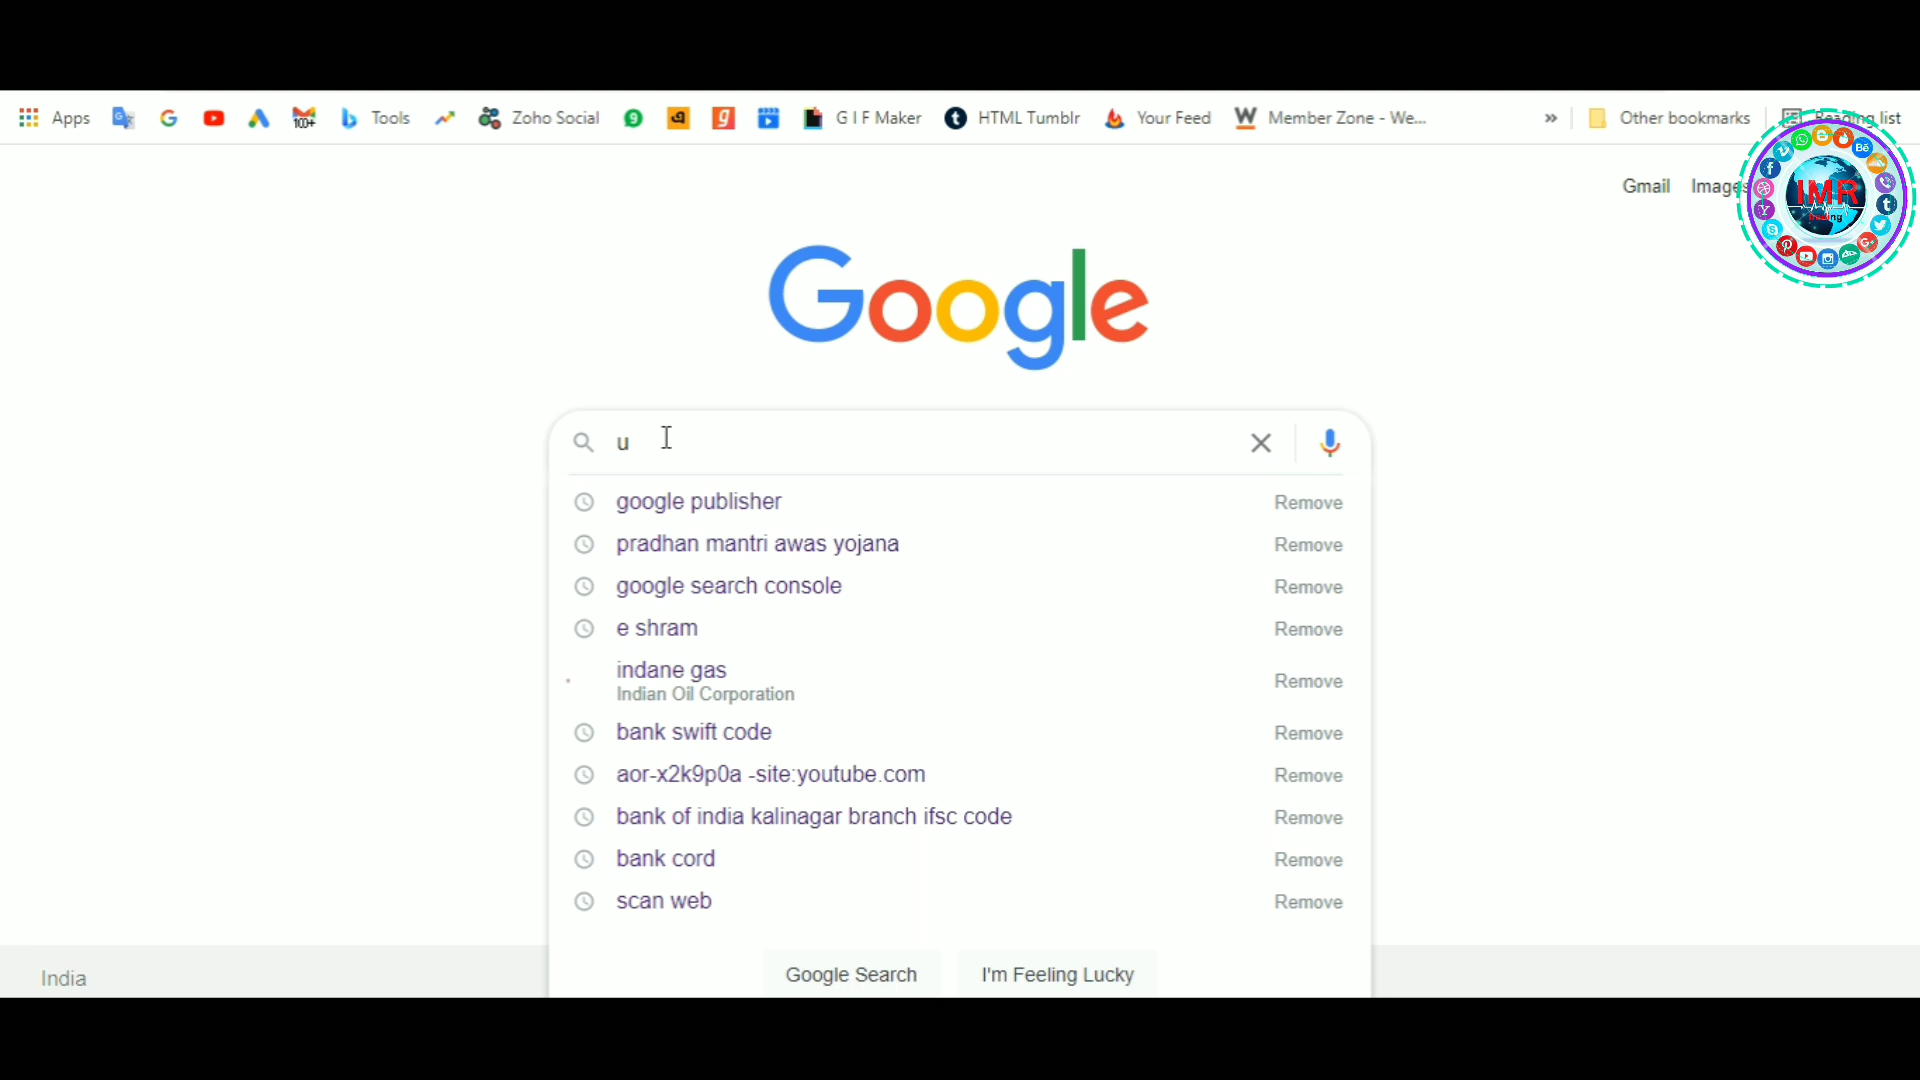 Apps
100+
Tools
Zoho Social
G I F Maker
HTML Tumblr
Your Feed
Member Zone - We...
»
Other bookmarks
Reading list
Gmail
Images
IMR
Google
u
google publisher Remove
pradhan mantri awas yojana Remove
google search console Remove
e shram Remove
indane gas Remove
Indian Oil Corporation
bank swift code Remove
aor-x2k9p0a -site:youtube.com Remove
bank of india kalinagar branch ifsc code Remove
bank cord Remove
scan web Remove
Google Search
I'm Feeling Lucky
India